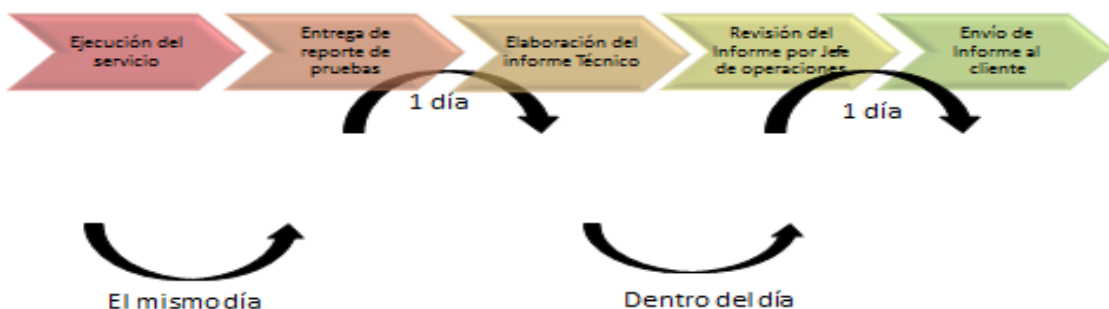 Ejecución del
servicio
Entrega de
reporte de
pruebas
Elaboración del
informe Técnico
Revisión del
Informe por Jefe
de operaciones
Envío de
Informe al
cliente
1 día
1 día
El mismo día
Dentro del día